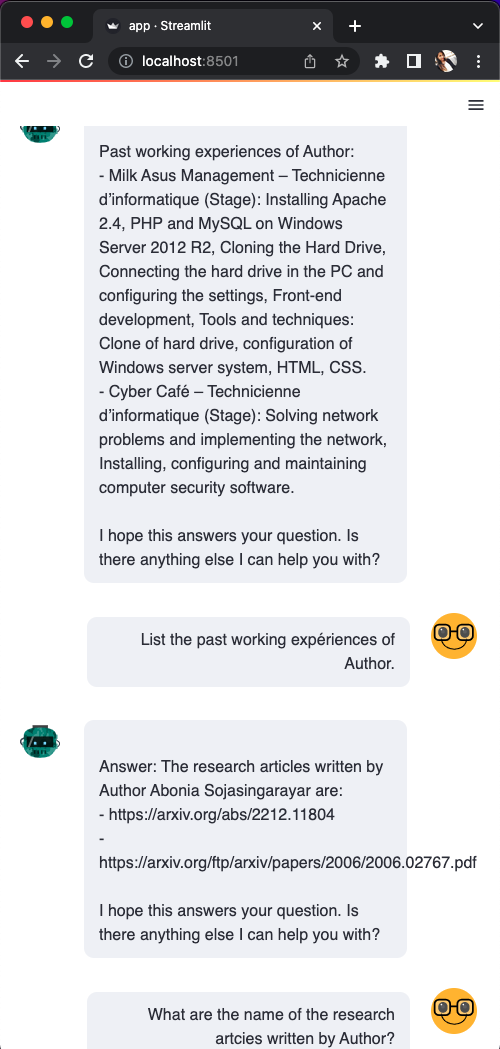 app · Streamlit
localhost:8501
Past working experiences of Author:
- Milk Asus Management – Technicienne
d’informatique (Stage): Installing Apache
2.4, PHP and MySQL on Windows
Server 2012 R2, Cloning the Hard Drive,
Connecting the hard drive in the PC and
configuring the settings, Front-end
development, Tools and techniques:
Clone of hard drive, configuration of
Windows server system, HTML, CSS.
- Cyber Café – Technicienne
d’informatique (Stage): Solving network
problems and implementing the network,
Installing, configuring and maintaining
computer security software.
I hope this answers your question. Is
there anything else I can help you with?
List the past working expériences of
Author.
Answer: The research articles written by
Author Abonia Sojasingarayar are:
- https://arxiv.org/abs/2212.11804
-
https://arxiv.org/ftp/arxiv/papers/2006/2006.02767.pdf
I hope this answers your question. Is
there anything else I can help you with?
What are the name of the research
artcies written by Author?